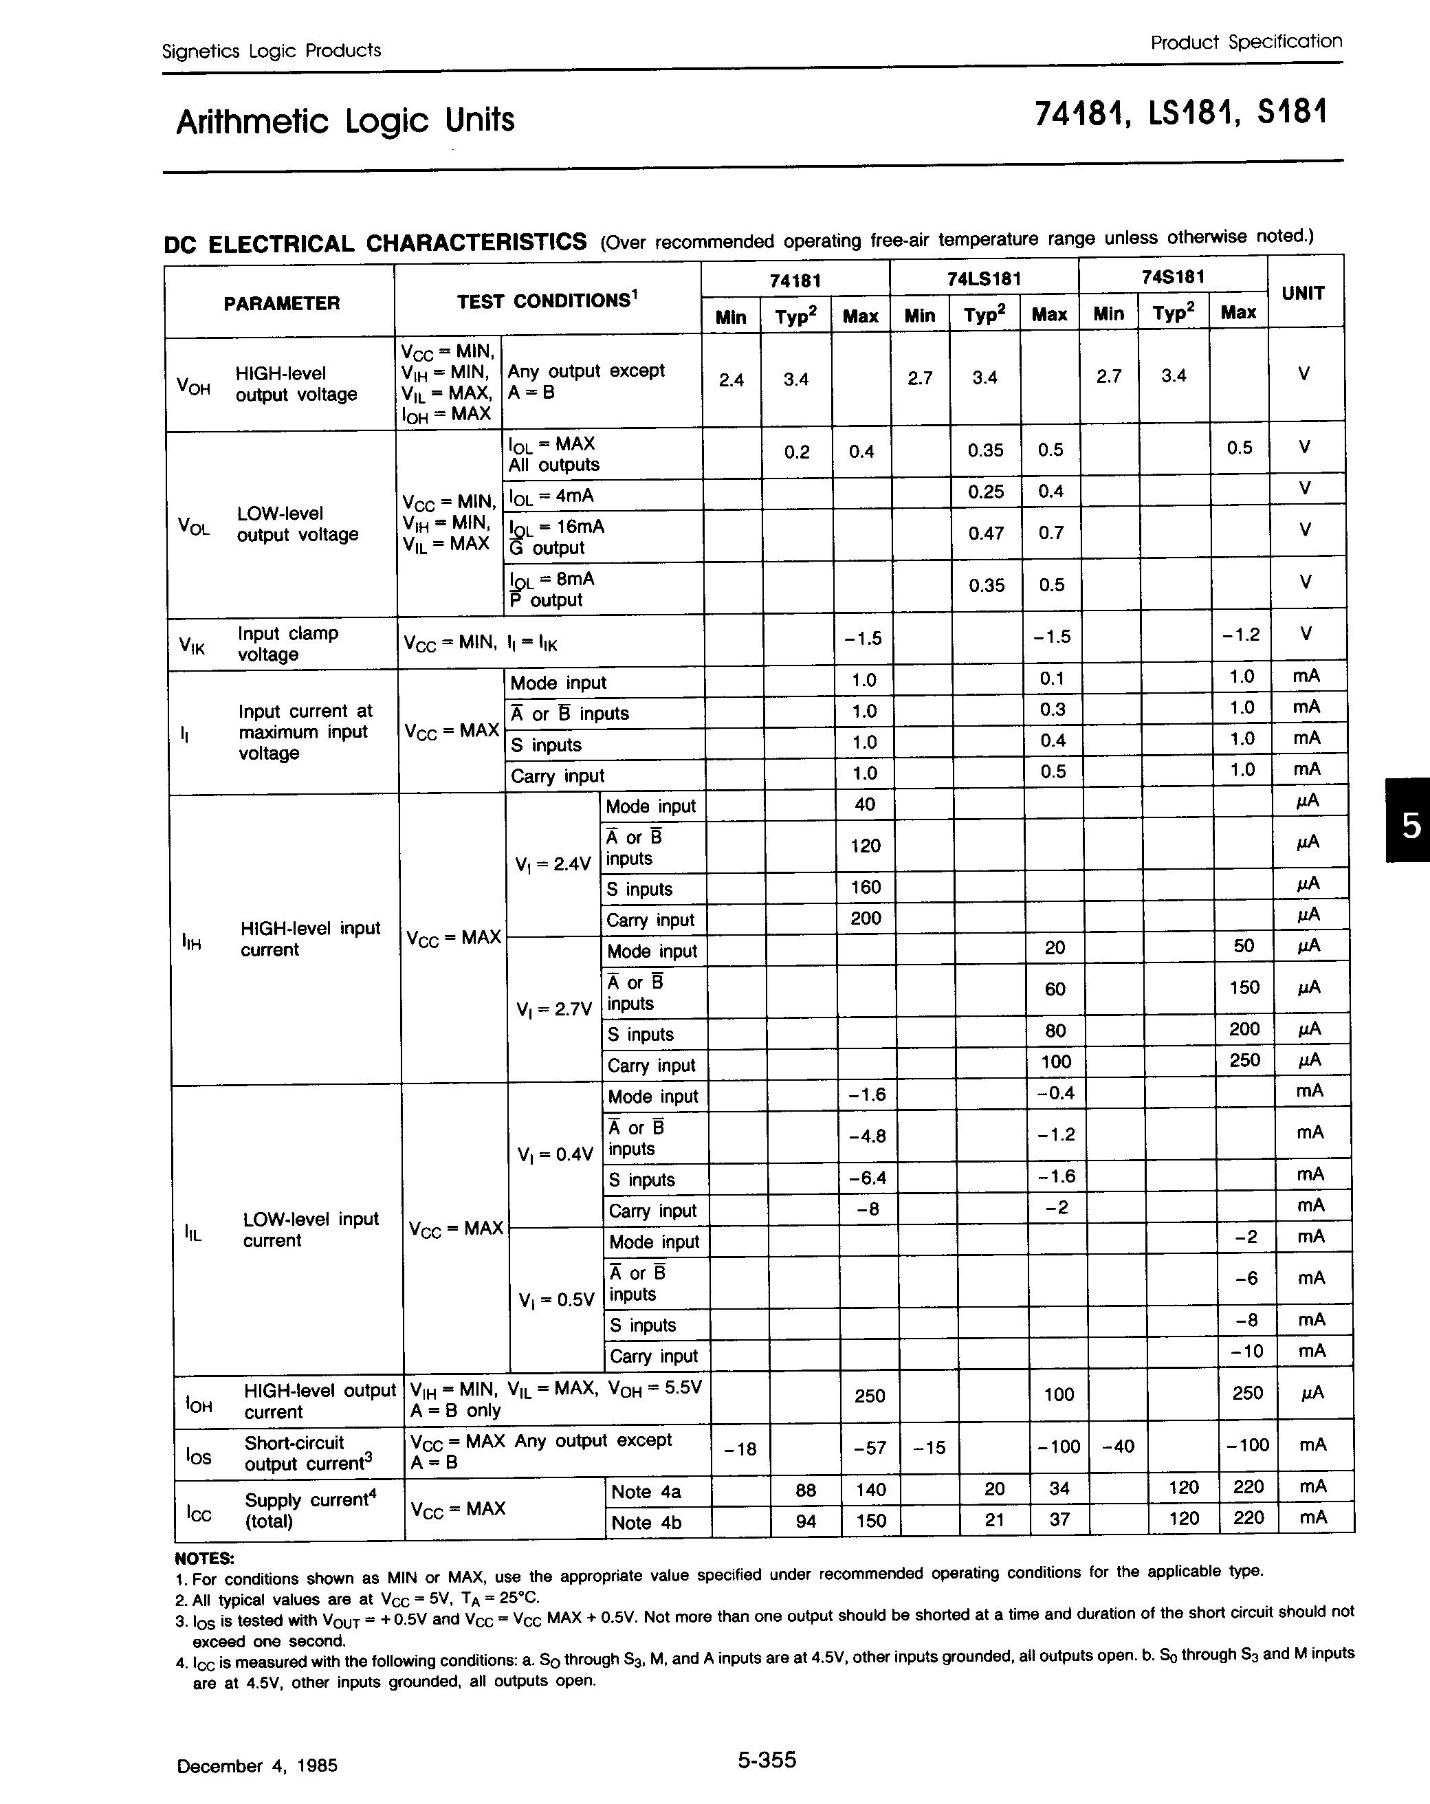 Signetics Logic Products
Product Specification
Arithmetic Logic Units
74181, LS181, S181
DC ELECTRICAL CHARACTERISTICS (Over recommended operating free-air temperature range unless otherwise noted.)
PARAMETER TEST CONDITIONS¹ 74181 74LS181 74S181 UNIT
Min Typ² Max Min Typ² Max Min Typ² Max
VOH HIGH-level output voltage VCC = MIN, VIH = MIN, VIL = MAX, IOH = MAX Any output except A = B 2.4 3.4 2.7 3.4 2.7 3.4 V
VOL LOW-level output voltage VCC = MIN, VIH = MIN, VIL = MAX
IOL = MAX All outputs 0.2 0.4 0.35 0.5 0.5 V
IOL = 4mA 0.25 0.4 V
IOL = 16mA G̅ output 0.47 0.7 V
IOL = 8mA P̅ output 0.35 0.5 V
VIK Input clamp voltage VCC = MIN, II = IIK −1.5 −1.5 −1.2 V
II Input current at maximum input voltage VCC = MAX
Mode input 1.0 0.1 1.0 mA
A̅ or B̅ inputs 1.0 0.3 1.0 mA
S inputs 1.0 0.4 1.0 mA
Carry input 1.0 0.5 1.0 mA
IIH HIGH-level input current VCC = MAX
VI = 2.4V
Mode input 40 µA
A̅ or B̅ inputs 120 µA
S inputs 160 µA
Carry input 200 µA
VI = 2.7V
Mode input 20 50 µA
A̅ or B̅ inputs 60 150 µA
S inputs 80 200 µA
Carry input 100 250 µA
IIL LOW-level input current VCC = MAX
VI = 0.4V
Mode input −1.6 −0.4 mA
A̅ or B̅ inputs −4.8 −1.2 mA
S inputs −6.4 −1.6 mA
Carry input −8 −2 mA
VI = 0.5V
Mode input −2 mA
A̅ or B̅ inputs −6 mA
S inputs −8 mA
Carry input −10 mA
IOH HIGH-level output current VIH = MIN, VIL = MAX, VOH = 5.5V A = B only 250 100 250 µA
IOS Short-circuit output current³ VCC = MAX Any output except A = B −18 −57 −15 −100 −40 −100 mA
ICC Supply current⁴ (total) VCC = MAX
Note 4a 88 140 20 34 120 220 mA
Note 4b 94 150 21 37 120 220 mA
5
NOTES:
1. For conditions shown as MIN or MAX, use the appropriate value specified under recommended operating conditions for the applicable type.
2. All typical values are at VCC = 5V, TA = 25°C.
3. IOS is tested with VOUT = +0.5V and VCC = VCC MAX + 0.5V. Not more than one output should be shorted at a time and duration of the short circuit should not
exceed one second.
4. ICC is measured with the following conditions: a. S0 through S3, M, and A inputs are at 4.5V, other inputs grounded, all outputs open. b. S0 through S3 and M inputs
are at 4.5V, other inputs grounded, all outputs open.
December 4, 1985
5-355